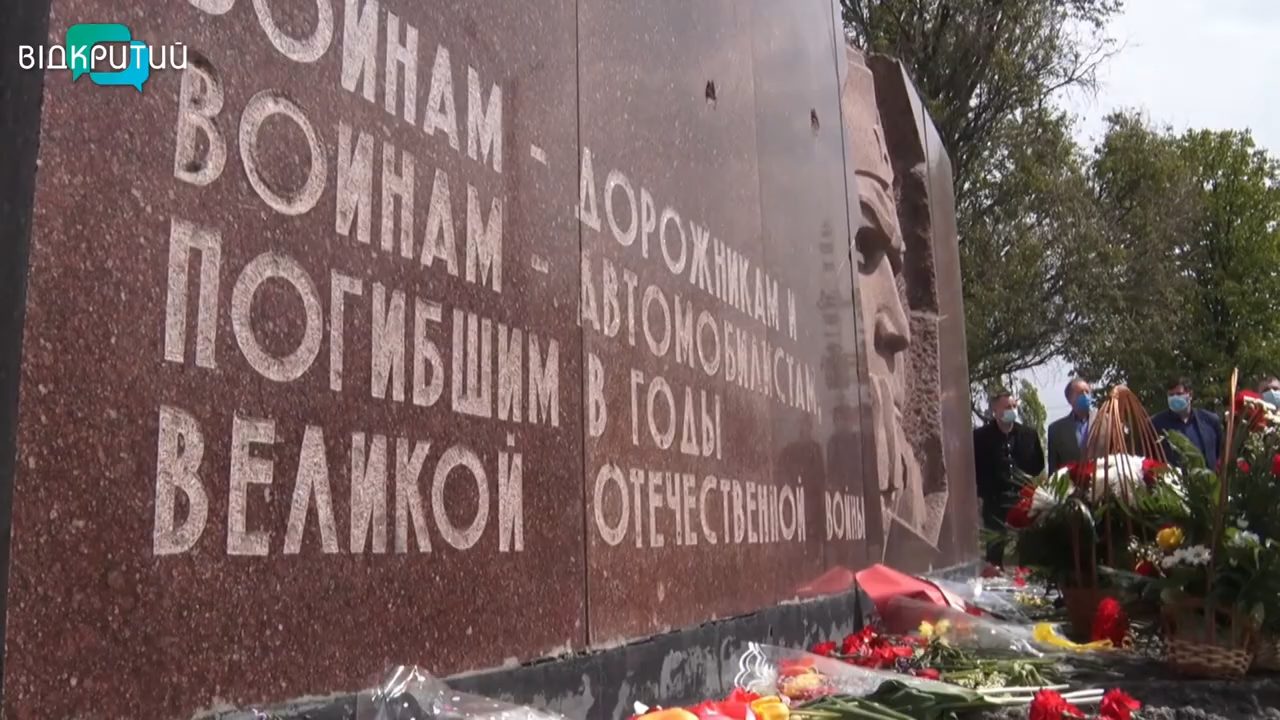 ВІДКРИТИЙ
ВОИНАМ - ДОРОЖНИКАМ И
ВОИНАМ - АВТОМОБИЛИСТАМ,
ПОГИБШИМ В ГОДЫ
ВЕЛИКОЙ ОТЕЧЕСТВЕННОЙ ВОЙНЫ